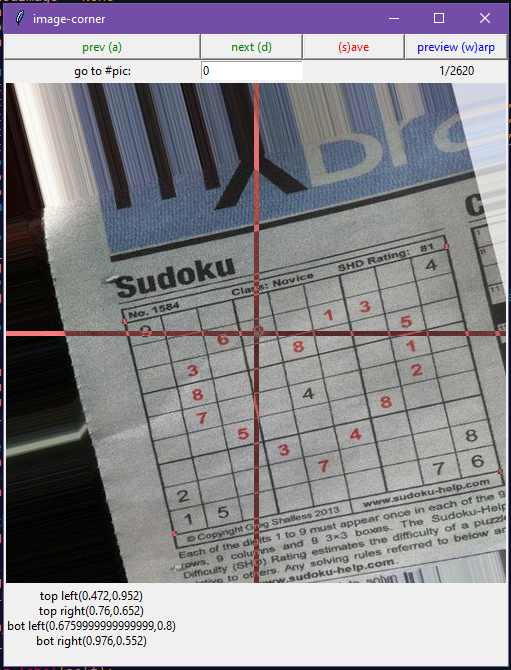 image-corner
prev (a)
next (d)
(s)ave
preview (w)arp
go to #pic:
0
1/2620
Sudoku
No. 1584
Class: Novice
SHD Rating: 81
4
6 1 3
3 8 5
8 1
7 4 2
5 8
3 4
2 7 8
1 5 7 6
© Copyright Greg Shalless 2013 www.sudoku-help.com
Each of the digits 1 to 9 must appear once in each of the 9
rows, 9 columns and 9 3×3 boxes. The Sudoku-Help
Difficulty (SHD) Rating estimates the difficulty of a puzzle
to others. Any solving rules referred to below are
www.sudoku-help.com
top left(0.472,0.952)
top right(0.76,0.652)
bot left(0.6759999999999999,0.8)
bot right(0.976,0.552)